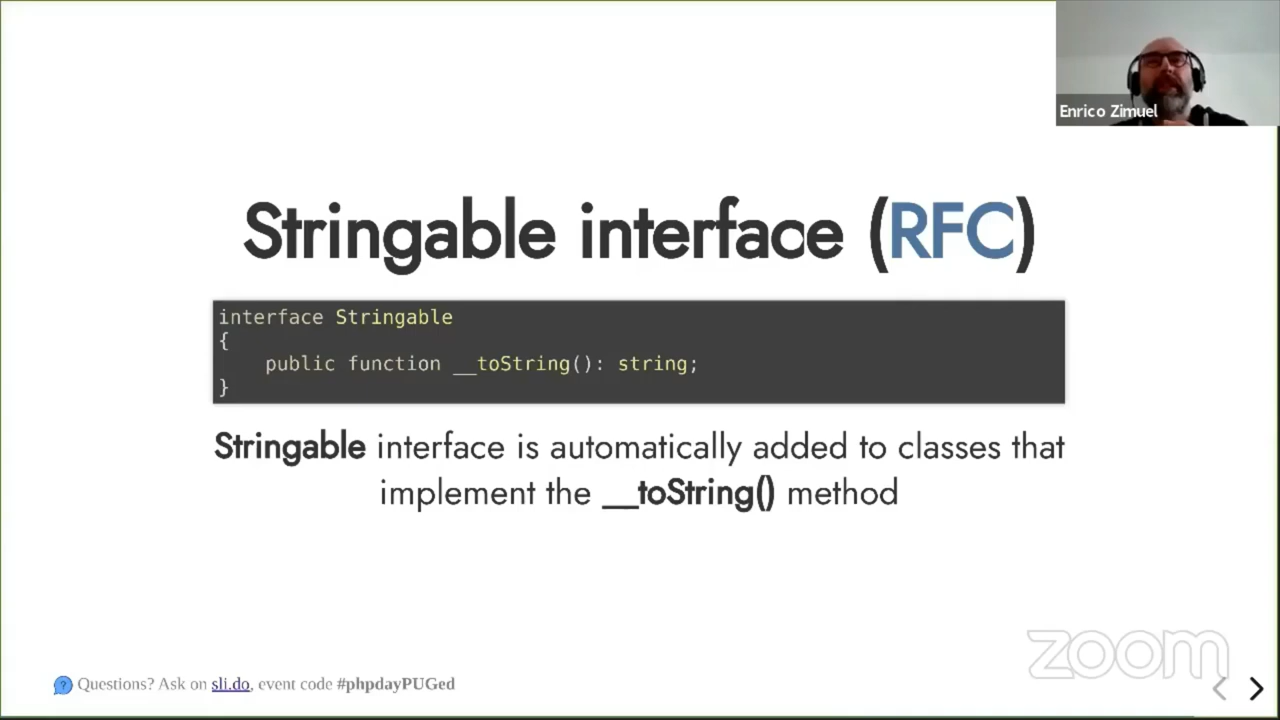 Enrico Zimuel
Stringable interface (RFC)
interface Stringable
{
    public function __toString(): string;
}
Stringable interface is automatically added to classes that
implement the __toString() method
zoom
Questions? Ask on sli.do, event code #phpdayPUGed